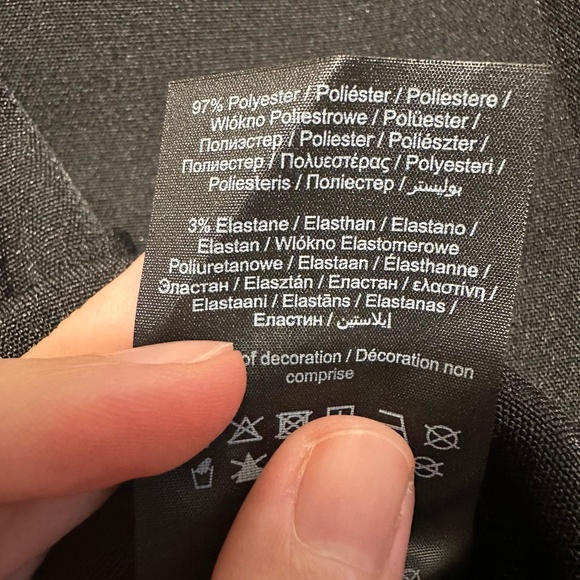 97% Polyester / Poliéster / Poliestere /
Wlókno Poliestrowe / Polüester /
Полиэстер / Poliester / Poliészter /
Полиестер / Πολυεστέρας / Polyesteri /
Poliesteris / Поліестер / بوليستر
3% Elastane / Elasthan / Elastano /
Elastan / Wlókno Elastomerowe
Poliuretanowe / Elastaan / Élasthanne /
Эластан / Elasztán / Еластан / ελαστίνη /
Elastaani / Elastāns / Elastanas /
Еластин / إيلاستين
of decoration / Décoration non
comprise